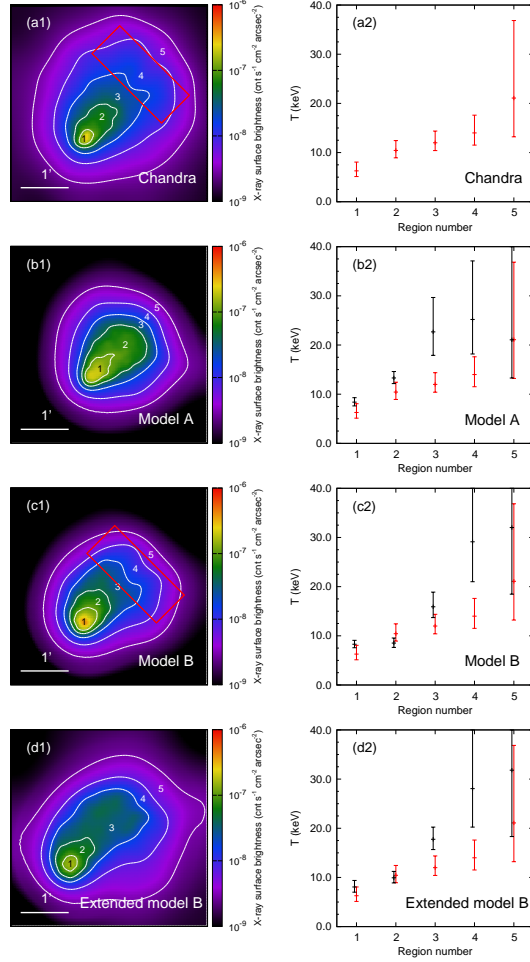 (a1)
5
4
3
2
1
1'
Chandra
10⁻⁶
10⁻⁷
10⁻⁸
10⁻⁹
X-ray surface brightness (cnt s⁻¹ cm⁻² arcsec⁻²)
(a2)
Chandra
T (keV)
40.0
30.0
20.0
10.0
0.0
1 2 3 4 5
Region number
(b1)
5
4
3
2
1
1'
Model A
10⁻⁶
10⁻⁷
10⁻⁸
10⁻⁹
X-ray surface brightness (cnt s⁻¹ cm⁻² arcsec⁻²)
(b2)
Model A
T (keV)
40.0
30.0
20.0
10.0
0.0
1 2 3 4 5
Region number
(c1)
5
4
3
2
1
1'
Model B
10⁻⁶
10⁻⁷
10⁻⁸
10⁻⁹
X-ray surface brightness (cnt s⁻¹ cm⁻² arcsec⁻²)
(c2)
Model B
T (keV)
40.0
30.0
20.0
10.0
0.0
1 2 3 4 5
Region number
(d1)
5
4
3
2
1
1'
Extended model B
10⁻⁶
10⁻⁷
10⁻⁸
10⁻⁹
X-ray surface brightness (cnt s⁻¹ cm⁻² arcsec⁻²)
(d2)
Extended model B
T (keV)
40.0
30.0
20.0
10.0
0.0
1 2 3 4 5
Region number